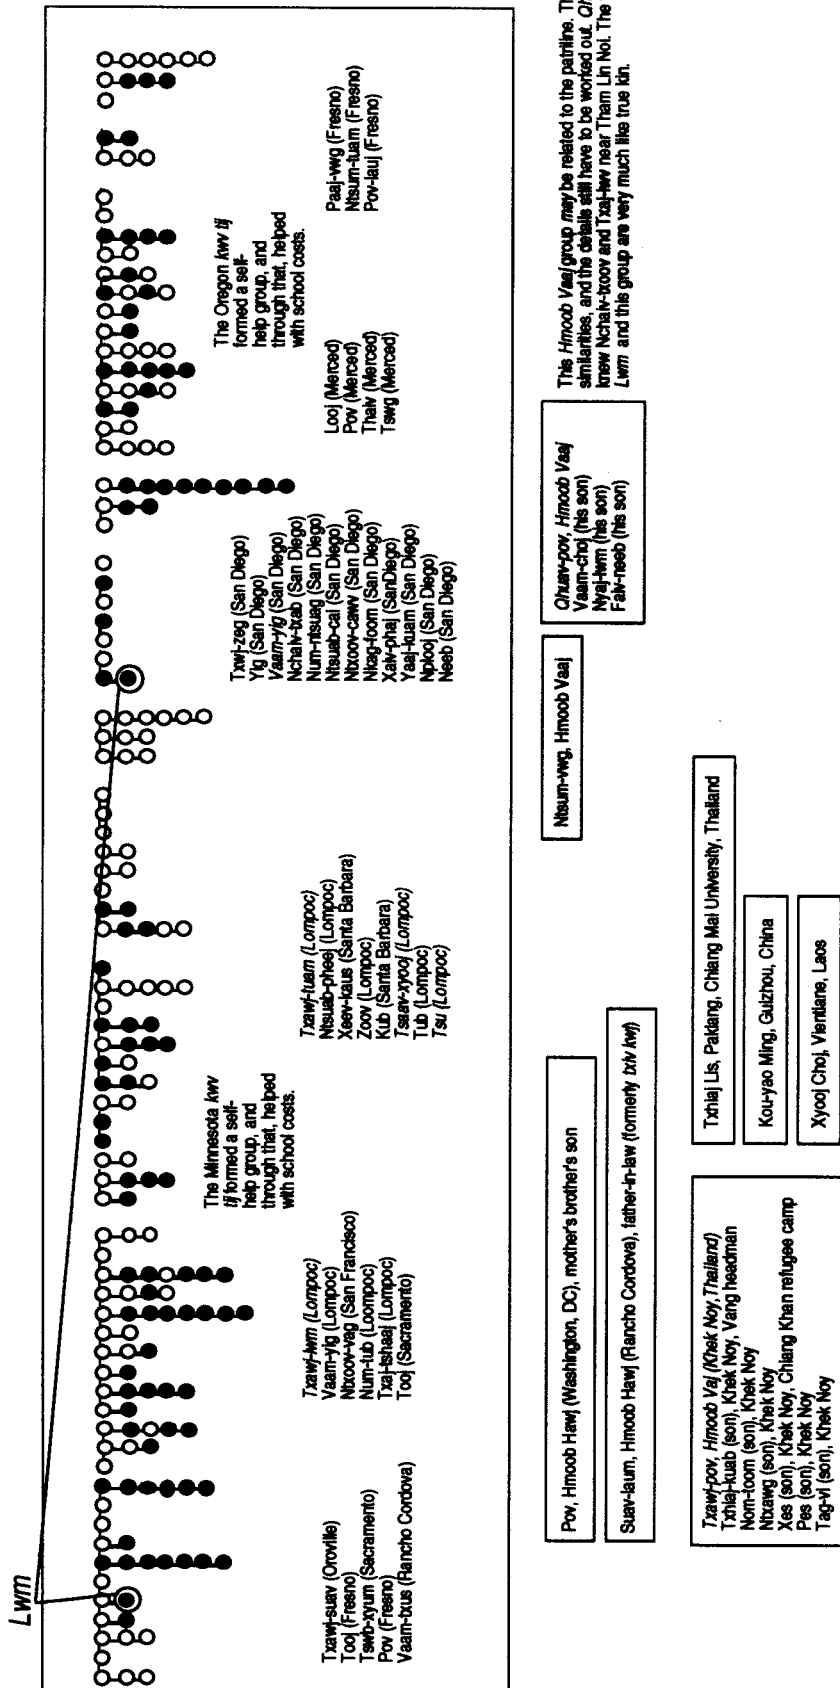 Lwm
Txawj-suav (Oroville)
Tooj (Fresno)
Tswb-xyum (Sacramento)
Pov (Fresno)
Vaam-txus (Rancho Cordova)
Txawj-lwm (Lompoc)
Vaam-yig (Lompoc)
Ntxoov-vag (San Francisco)
Num-tub (Loompoc)
Txaj-tshaaj (Lompoc)
Tooj (Sacramento)
The Minnesota kwv
tij formed a self-
help group, and
through that, helped
with school costs.
Txawj-tuam (Lompoc)
Ntsuab-pheej (Lompoc)
Xeev-kaus (Santa Barbara)
Zoov (Lompoc)
Kub (Santa Barbara)
Tsaav-xyooj (Lompoc)
Tub (Lompoc)
Tsu (Lompoc)
Txwj-zeg (San Diego)
Yig (San Diego)
Vaam-yig (San Diego)
Nchaiv-txab (San Diego)
Num-ntsuag (San Diego)
Ntsuab-cai (San Diego)
Ntxoov-cawv (San Diego)
Nkag-foom (San Diego)
Xaiv-phaj (SanDiego)
Yaaj-kuam (San Diego)
Nplooj (San Diego)
Neeb (San Diego)
The Oregon kwv tij
formed a self-
help group, and
through that, helped
with school costs.
Looj (Merced)
Pov (Merced)
Thaiv (Merced)
Tswg (Merced)
Paaj-vwg (Fresno)
Ntsum-tuam (Fresno)
Pov-lauj (Fresno)
Pov, Hmoob Hawj (Washington, DC), mother's brother's son
Suav-laum, Hmoob Hawj (Rancho Cordova), father-in-law (formerly txiv kwj)
Ntsum-vwg, Hmoob Vaaj
Qhuav-pov, Hmoob Vaaj
Vaam-choj (his son)
Nyaj-lwm (his son)
Faiv-neeb (his son)
This Hmoob Vaaj group may be related to the patriline.
similarities, and the details still have to be worked out.
knew Nchaiv-txoov and Txaj-lwv near Tham Lin Noi. The
Lwm and this group are very much like true kin.
Txawj-pov, Hmoob Vaj (Khek Noy, Thailand)
Txhiaj-kuab (son), Khek Noy, Vang headman
Nom-toom (son), Khek Noy
Ntxawg (son), Khek Noy
Xes (son), Khek Noy, Chiang Khan refugee camp
Pes (son), Khek Noy
Tag-vi (son), Khek Noy
Txhiaj Lis, Paktang, Chiang Mai University, Thailand
Kou-yao Ming, Guizhou, China
Xyooj Choj, Vientiane, Laos